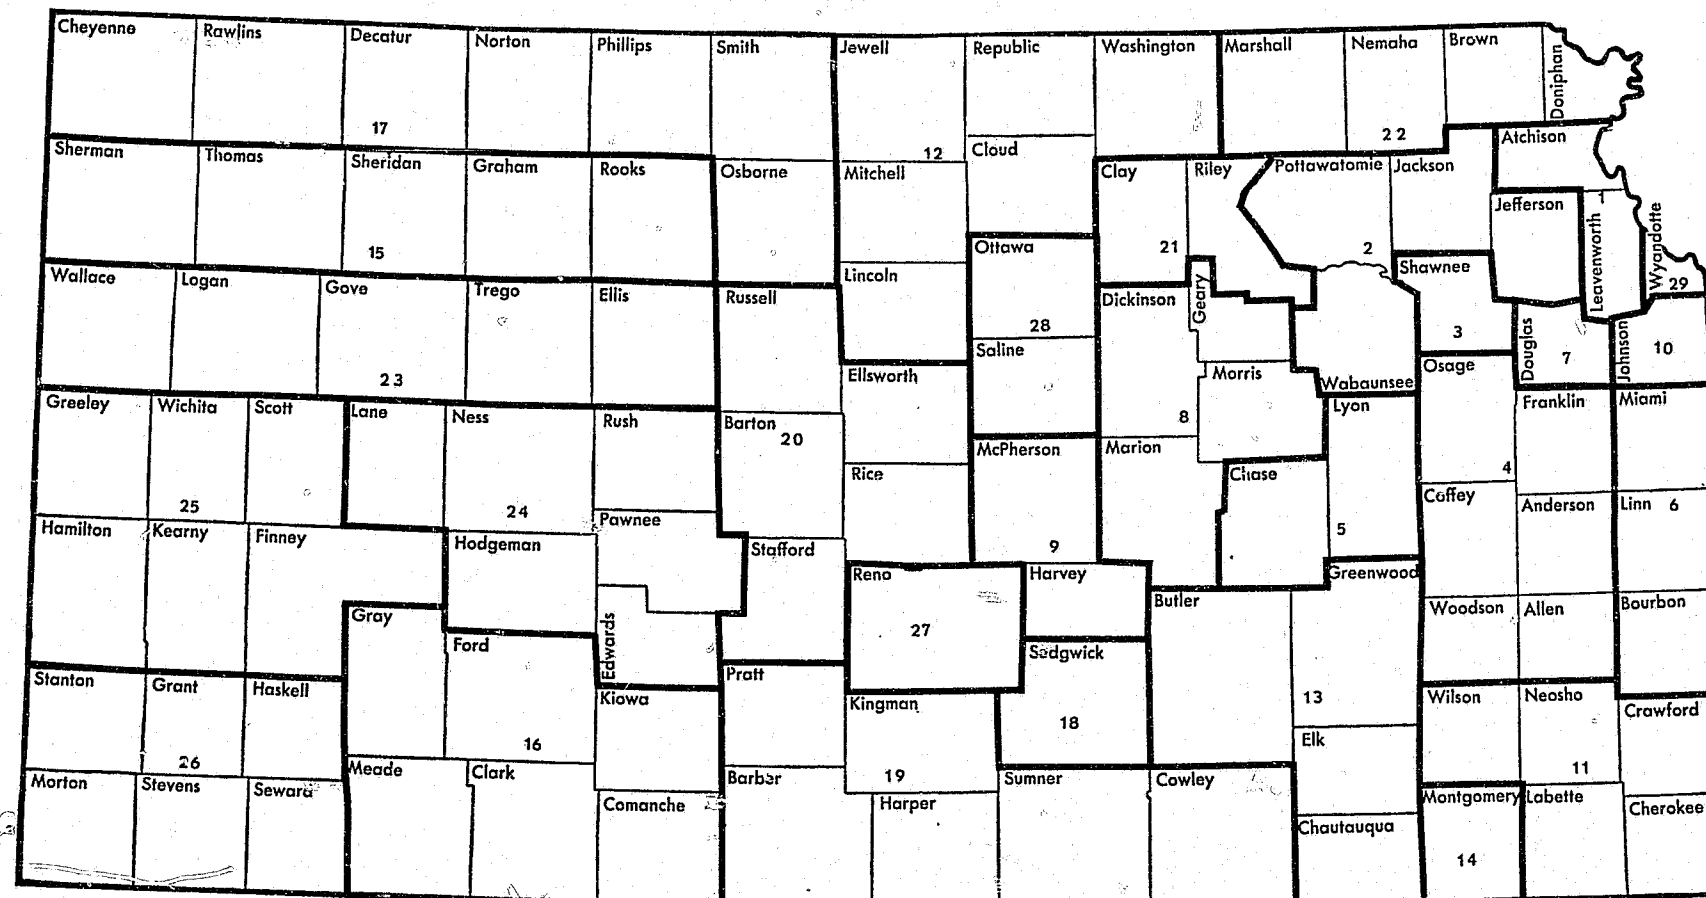 Cheyenne Rawlins Decatur Norton Phillips Smith Jewell Republic Washington Marshall Nemaha Brown Doniphan
17 12 22
Sherman Thomas Sheridan Graham Rooks Osborne Mitchell Cloud Clay Riley Pottawatomie Jackson Atchison
Jefferson Leavenworth 1 Wyandotte 29
15 21 2
Wallace Logan Gove Trego Ellis Russell Lincoln Ottawa Dickinson Geary Shawnee
23 28 3 Douglas 7 Johnson 10
Saline
Greeley Wichita Scott Lane Ness Rush Barton Ellsworth Morris Wabaunsee Osage Franklin Miami
20 8 Lyon
McPherson Marion
25 24 Rice Chase 4
Hamilton Kearny Finney Hodgeman Pawnee Stafford 9 5 Coffey Anderson Linn 6
Reno Harvey Greenwood
Gray Ford Edwards 27 Butler Woodson Allen Bourbon
Stanton Grant Haskell Kiowa Pratt Kingman Sedgwick 13 Wilson Neosho Crawford
26 16 18
Elk
Morton Stevens Seward Meade Clark Comanche Barber 19 Harper Sumner Cowley 11
Chautauqua Montgomery Labette Cherokee
14